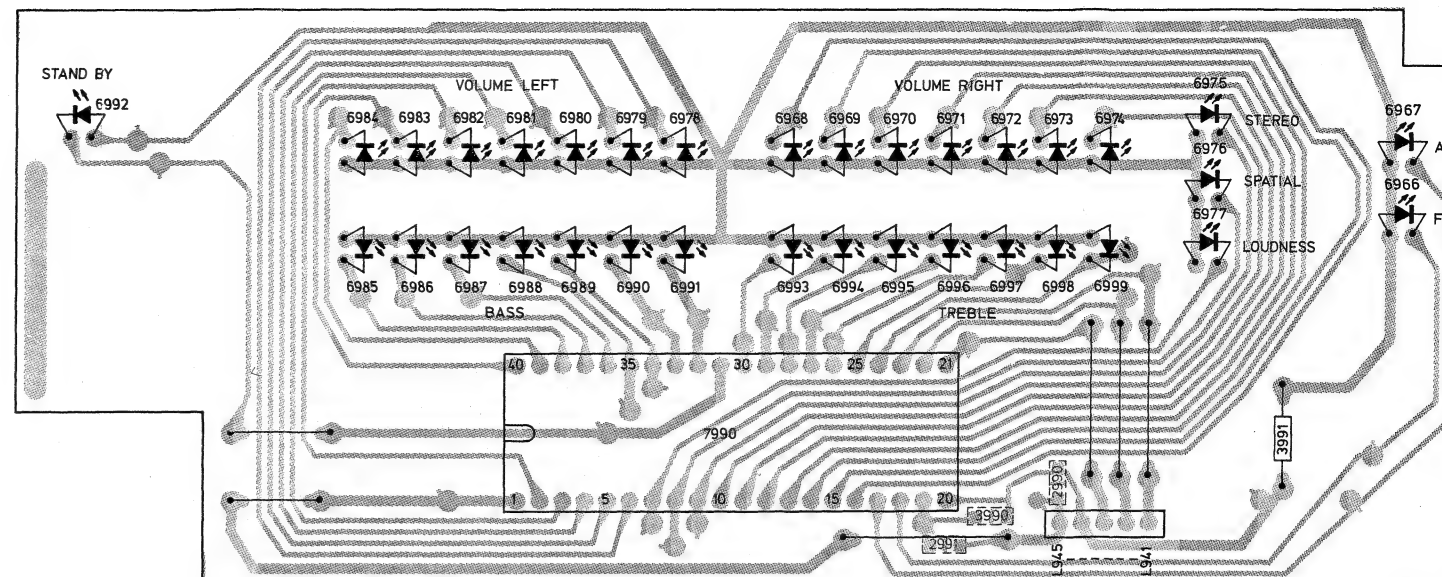 STAND BY
6992
VOLUME LEFT
VOLUME RIGHT
6984 6983 6982 6981 6980 6979 6978
6968 6969 6970 6971 6972 6973 6974
6975
STEREO
6976
SPATIAL
6977
LOUDNESS
6967
A
6966
F
6985 6986 6987 6988 6989 6990 6991
6993 6994 6995 6996 6997 6998 6999
BASS
TREBLE
40 35 30 25 21
7990
1 5 10 15 20
3991
2990
3990
2991
L945
L941